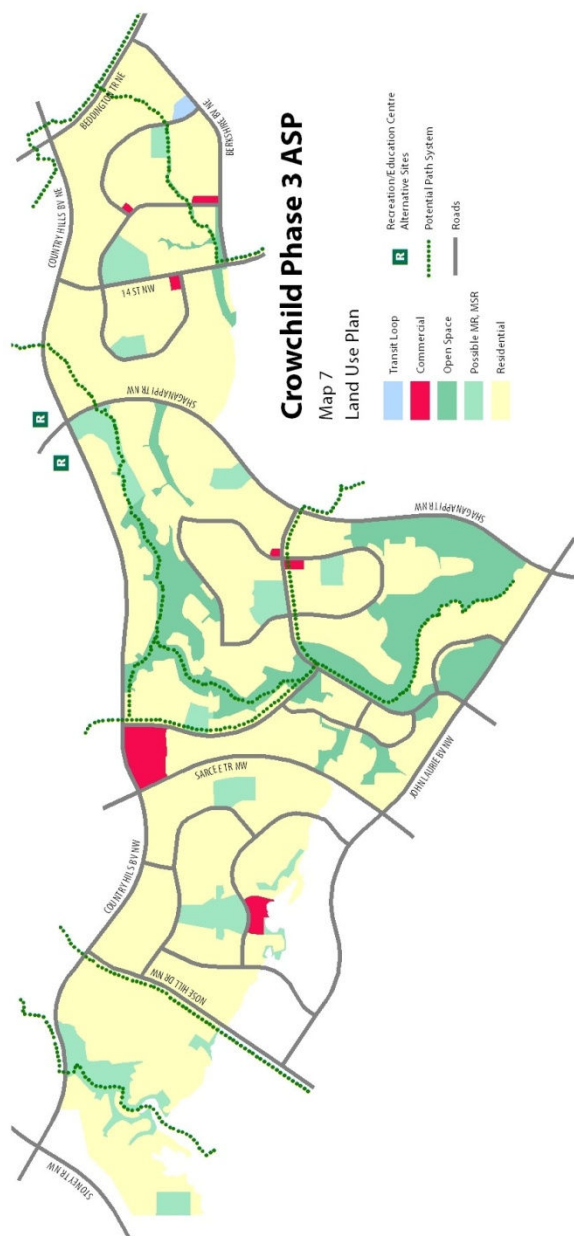 STONEY TR NW
COUNTRY HILLS BV NW
NOSE HILL DR NW
SARCEE TR NW
JOHN LAURIE BV NW
SHAGANAPPI TR NW
SHAGANAPPI TR NW
14 ST NW
COUNTRY HILLS BV NE
BEDDINGTON TR NE
BERKSHIRE BV NE
R
R
Crowchild Phase 3 ASP
Map 7
Land Use Plan
Transit Loop
Commercial
Open Space
Possible MR, MSR
Residential
R Recreation/Education Centre
Alternative Sites
Potential Path System
Roads